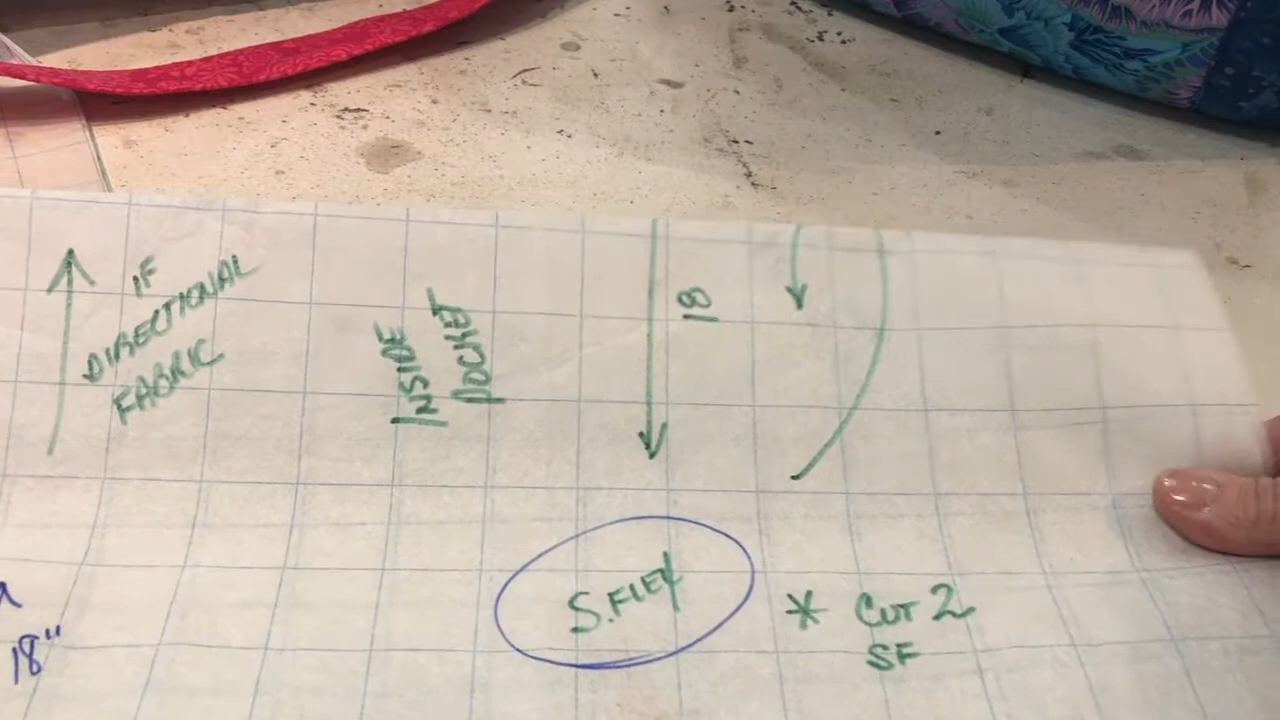 IF
DIRECTIONAL
FABRIC
INSIDE
POCKET
18
S.FLEX
* CUT 2
SF
18"